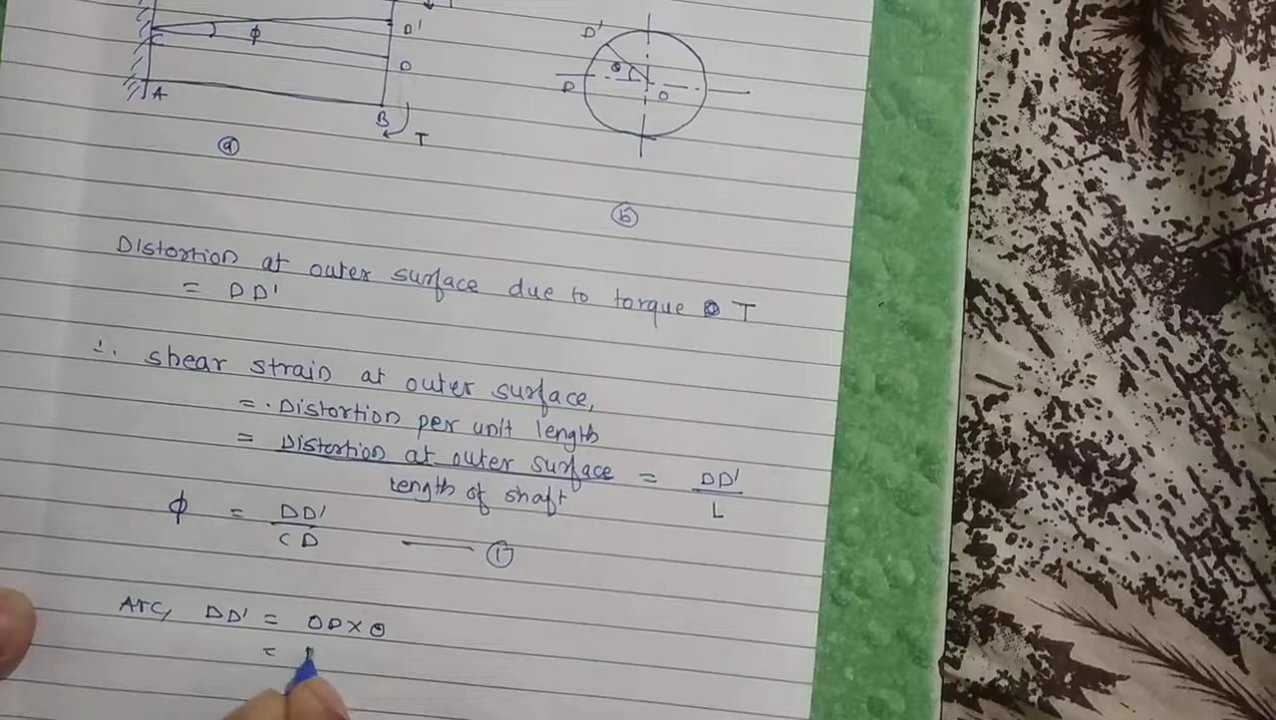 D'
C
φ
D
A
B
T
ⓐ
D'
θ
D
O
ⓑ
Distortion at outer surface due to torque T
= DD'
∴ shear strain at outer surface,
= Distortion per unit length
= Distortion at outer surface / Length of shaft = DD' / L
φ = DD' / CD —— ①
Arc, DD' = OD × θ
=